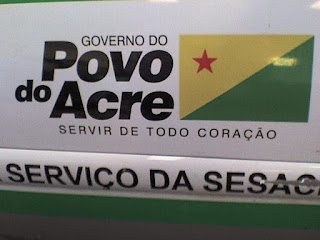 GOVERNO DO
Povo
do Acre
SERVIR DE TODO CORAÇÃO
SERVIÇO DA SESAC